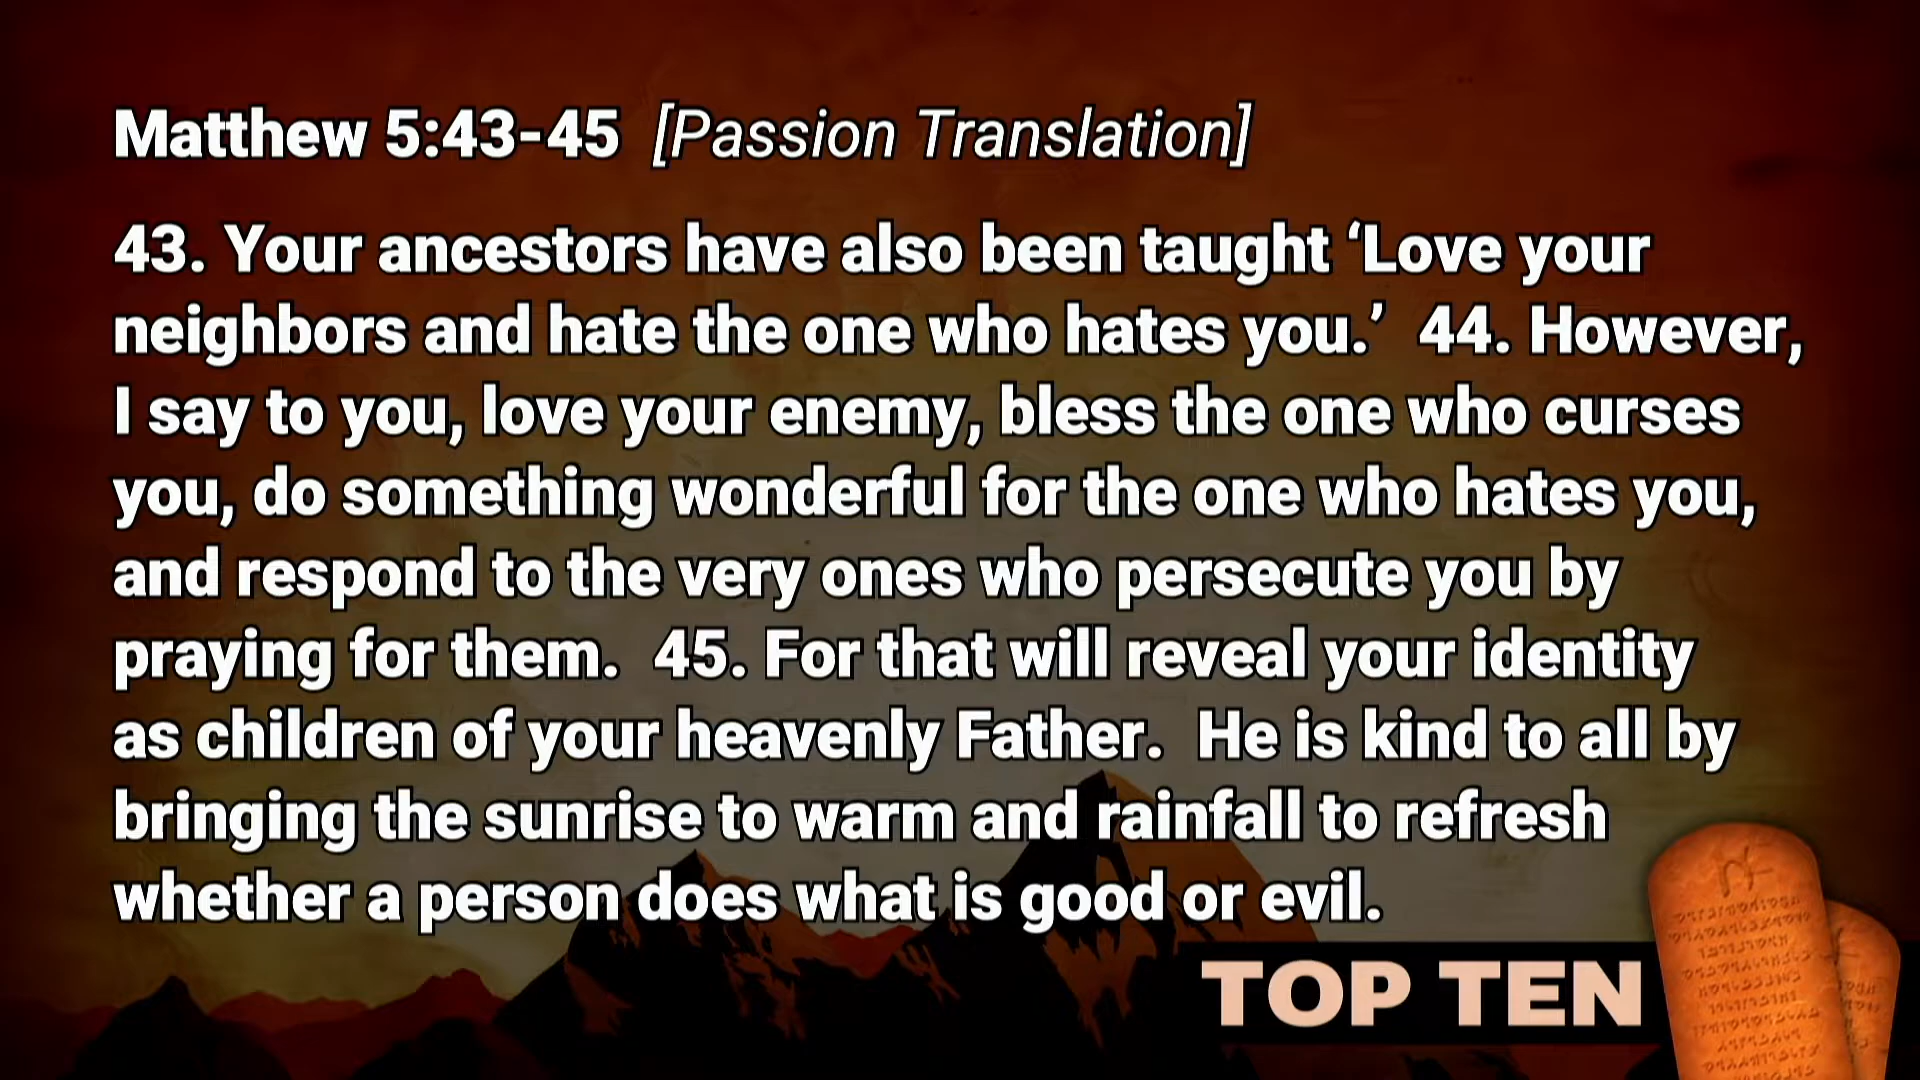 Matthew 5:43-45 [Passion Translation]
43. Your ancestors have also been taught ‘Love your
neighbors and hate the one who hates you.’ 44. However,
I say to you, love your enemy, bless the one who curses
you, do something wonderful for the one who hates you,
and respond to the very ones who persecute you by
praying for them. 45. For that will reveal your identity
as children of your heavenly Father. He is kind to all by
bringing the sunrise to warm and rainfall to refresh
whether a person does what is good or evil.
TOP TEN